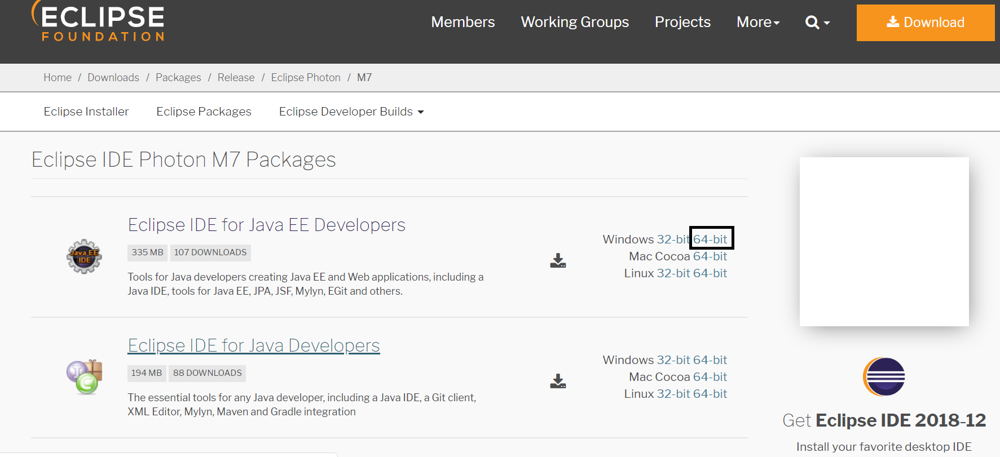 ECLIPSE
FOUNDATION
Members Working Groups Projects More Download
Home / Downloads / Packages / Release / Eclipse Photon / M7
Eclipse Installer Eclipse Packages Eclipse Developer Builds
Eclipse IDE Photon M7 Packages
Java EE
IDE
Eclipse IDE for Java EE Developers
335 MB 107 DOWNLOADS
Tools for Java developers creating Java EE and Web applications, including a
Java IDE, tools for Java EE, JPA, JSF, Mylyn, EGit and others.
Windows 32-bit 64-bit
Mac Cocoa 64-bit
Linux 32-bit 64-bit
J
C
Eclipse IDE for Java Developers
194 MB 88 DOWNLOADS
The essential tools for any Java developer, including a Java IDE, a Git client,
XML Editor, Mylyn, Maven and Gradle integration
Windows 32-bit 64-bit
Mac Cocoa 64-bit
Linux 32-bit 64-bit
Get Eclipse IDE 2018-12
Install your favorite desktop IDE